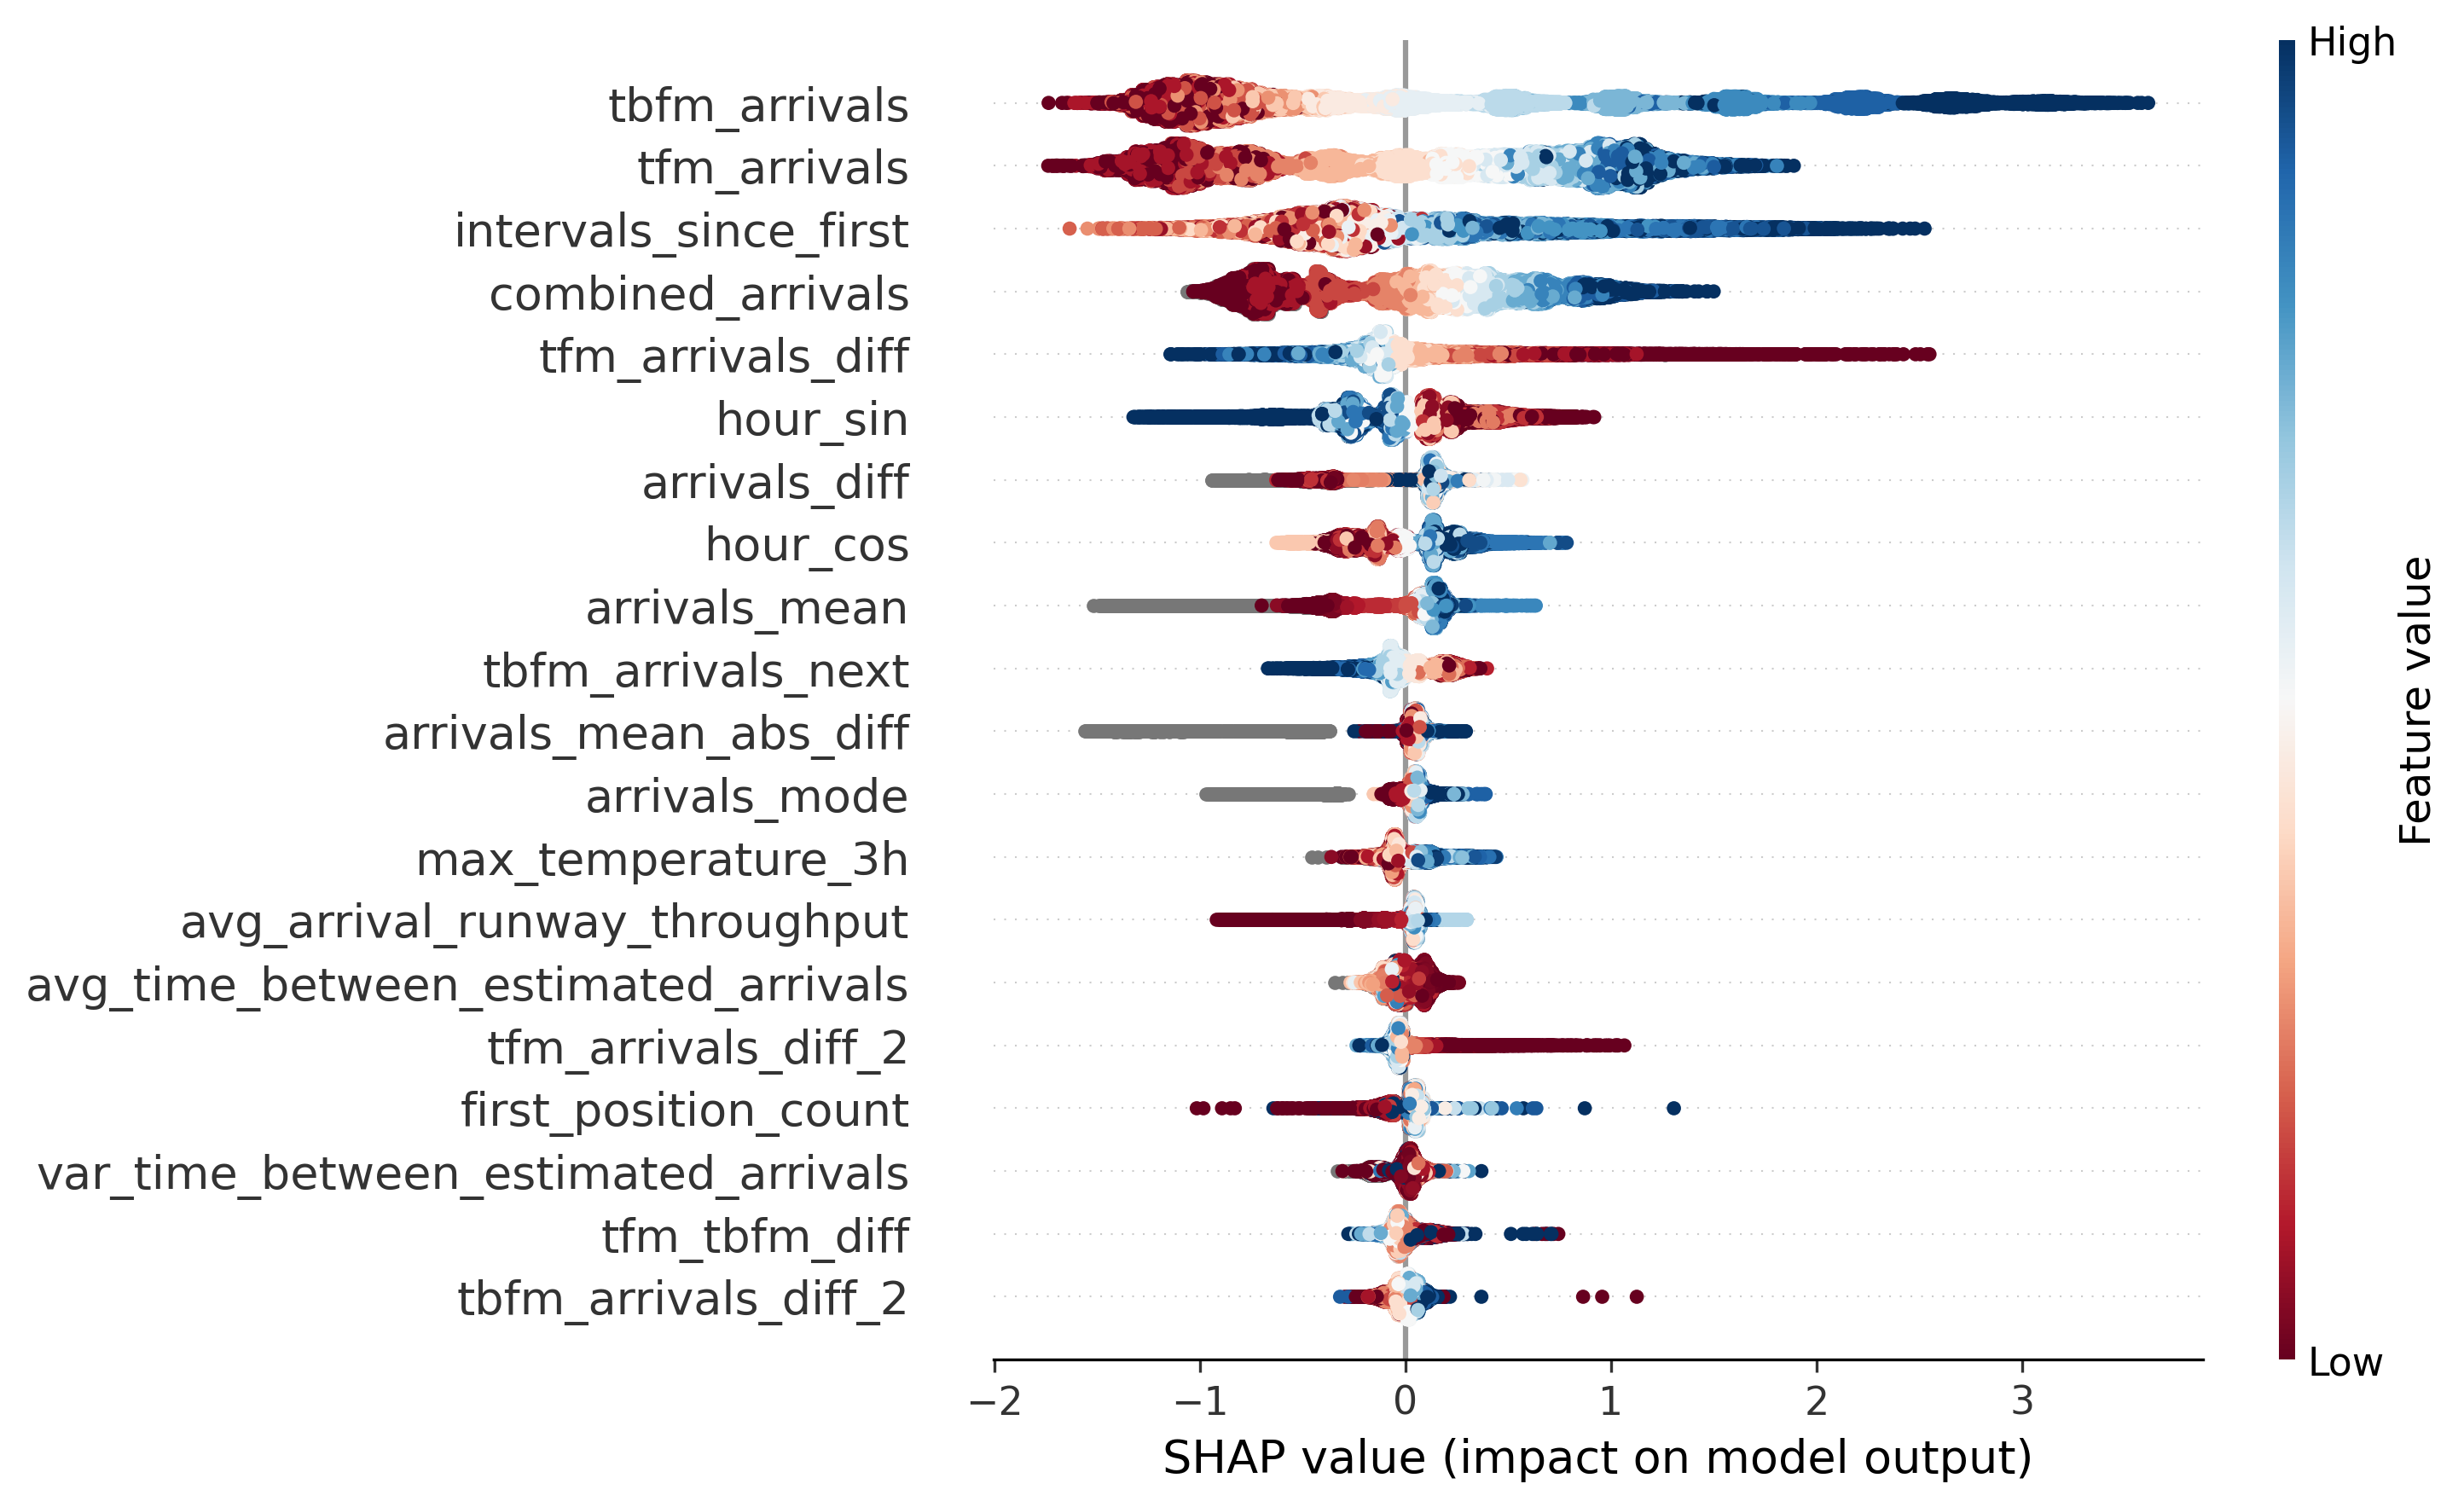 High
tbfm_arrivals
tfm_arrivals
intervals_since_first
combined_arrivals
tfm_arrivals_diff
hour_sin
arrivals_diff
hour_cos
arrivals_mean
tbfm_arrivals_next
arrivals_mean_abs_diff
arrivals_mode
max_temperature_3h
avg_arrival_runway_throughput
avg_time_between_estimated_arrivals
tfm_arrivals_diff_2
first_position_count
var_time_between_estimated_arrivals
tfm_tbfm_diff
tbfm_arrivals_diff_2
Feature value
Low
−2 −1 0 1 2 3
SHAP value (impact on model output)